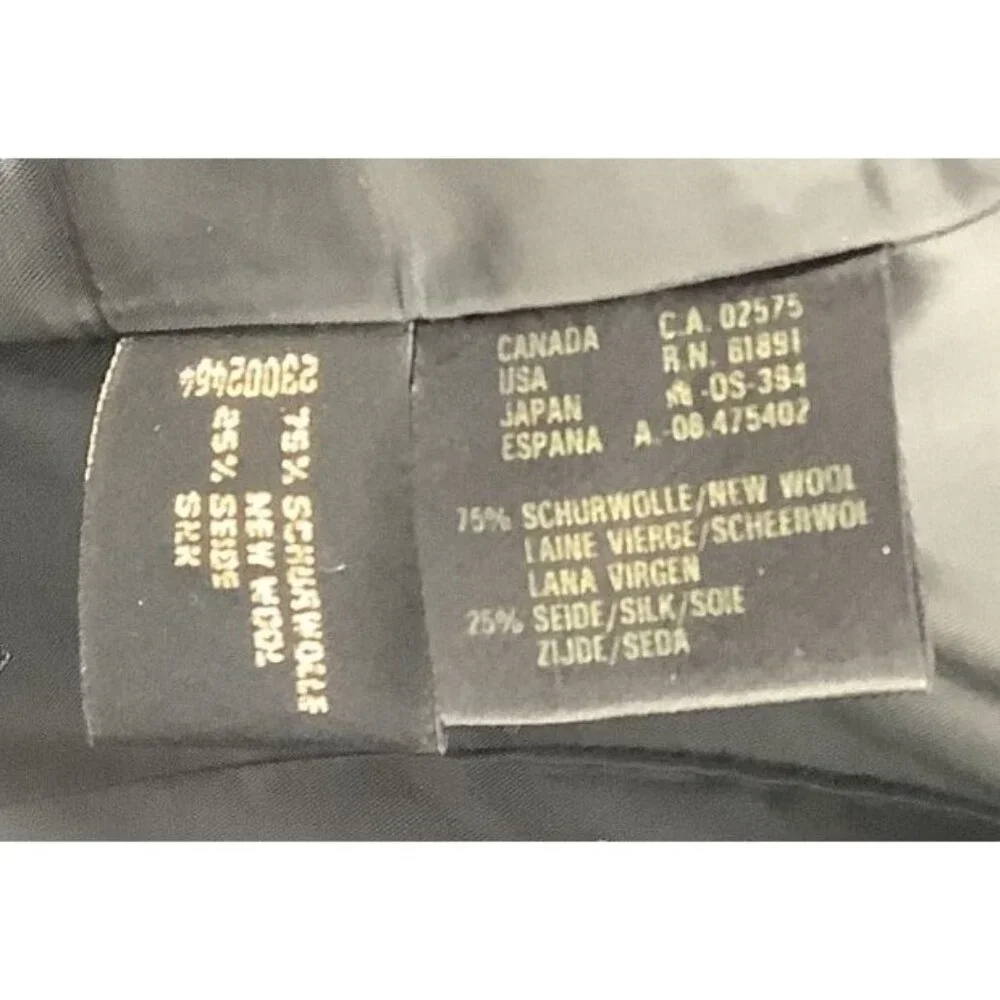 23002464
75% SCHURWOLLE
NEW WOOL
25% SEIDE
SILK
CANADA C.A. 02575
USA R.N. 61891
JAPAN -OS-394
ESPANA A.-08.475402
75% SCHURWOLLE/NEW WOOL
LAINE VIERGE/SCHEERWOL
LANA VIRGEN
25% SEIDE/SILK/SOIE
ZIJDE/SEDA